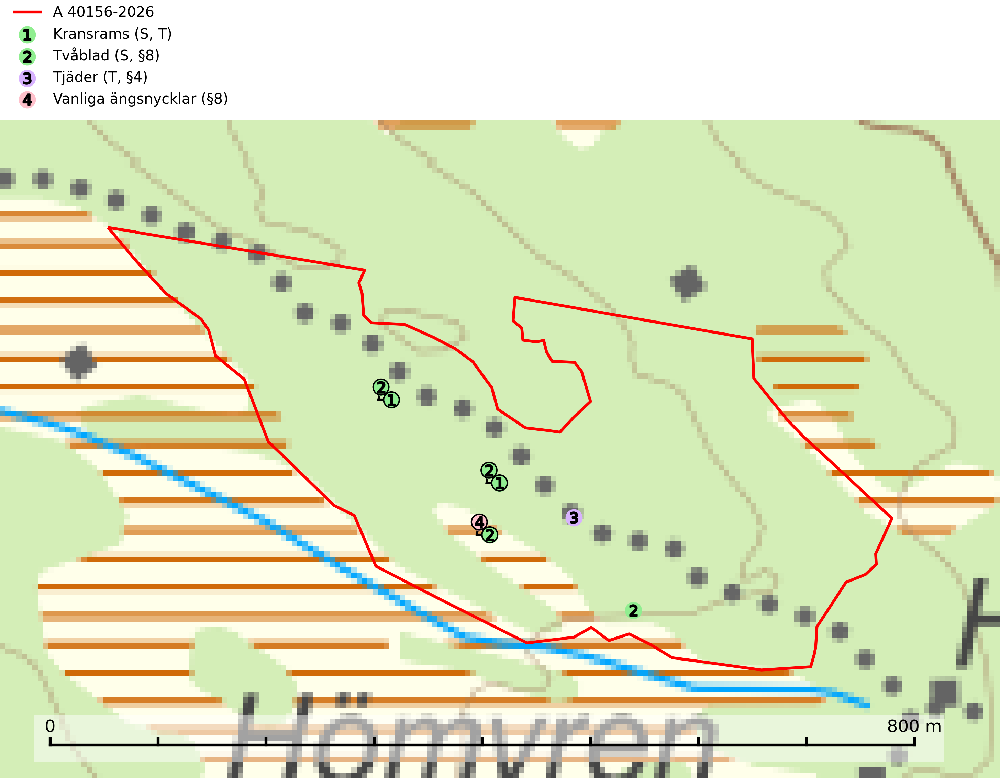 A 40156-2026
1 Kransrams (S, T)
2 Tvåblad (S, §8)
3 Tjäder (T, §4)
4 Vanliga ängsnycklar (§8)
2
1
2
1
4
3
2
2
0
800 m